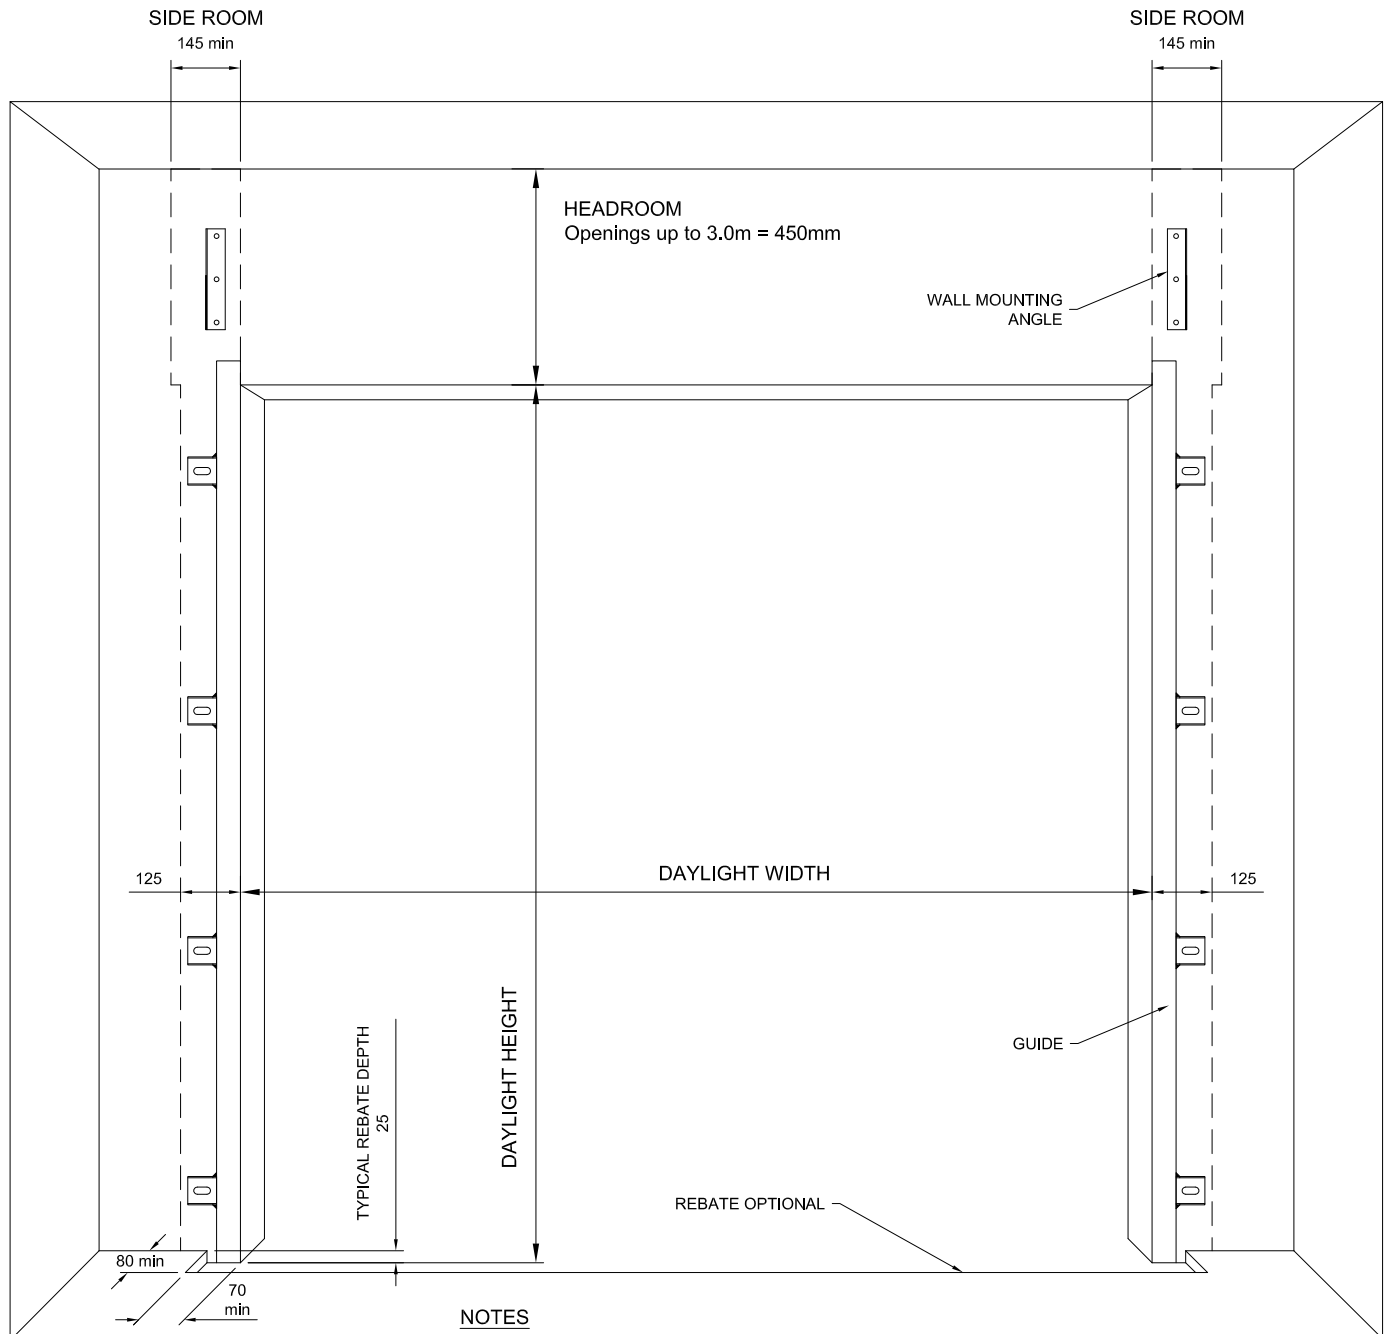 SIDE ROOM
145 min
SIDE ROOM
145 min
HEADROOM
Openings up to 3.0m = 450mm
WALL MOUNTING
ANGLE
125
DAYLIGHT WIDTH
125
DAYLIGHT HEIGHT
TYPICAL REBATE DEPTH
25
GUIDE
REBATE OPTIONAL
80 min
70
min
NOTES